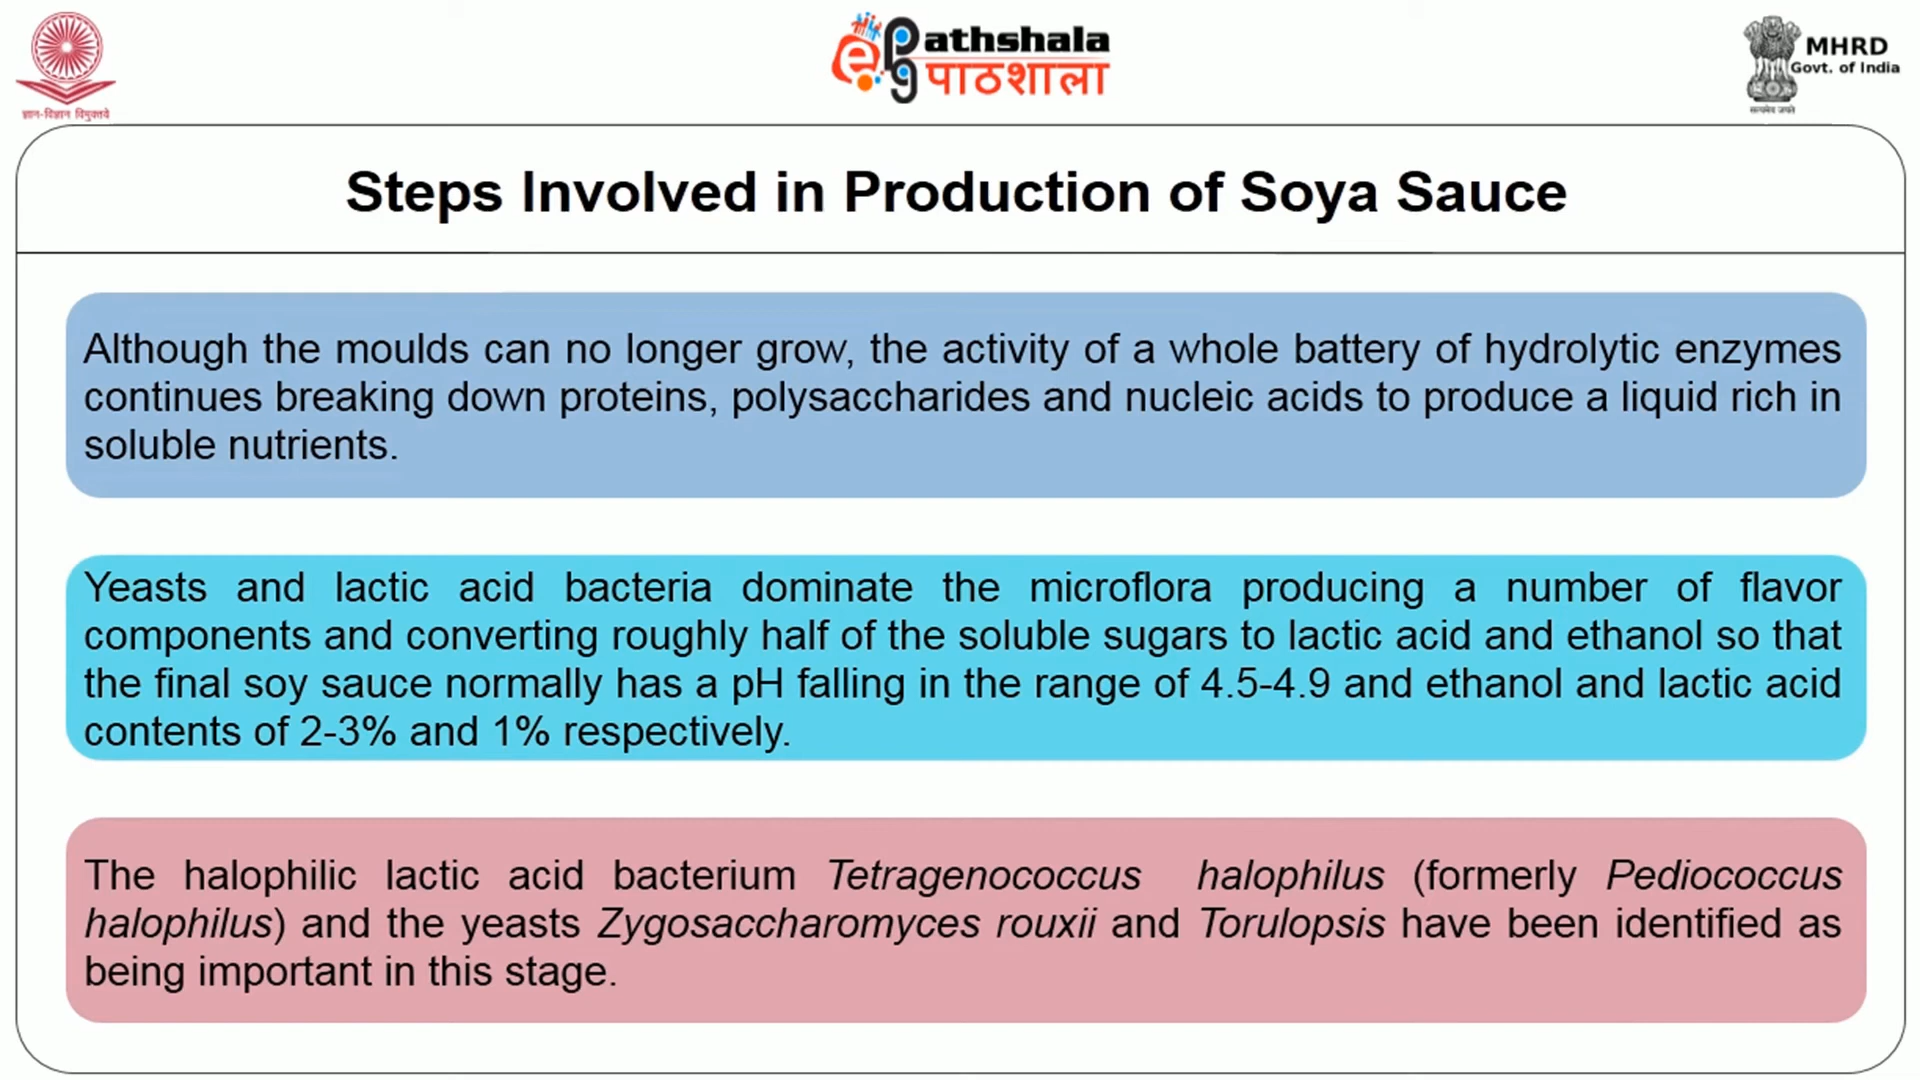 ज्ञान-विज्ञान विमुक्तये
e
pg
athshala
पाठशाला
MHRD
Govt. of India
सत्यमेव जयते
Steps Involved in Production of Soya Sauce
Although the moulds can no longer grow, the activity of a whole battery of hydrolytic enzymes
continues breaking down proteins, polysaccharides and nucleic acids to produce a liquid rich in
soluble nutrients.
Yeasts and lactic acid bacteria dominate the microflora producing a number of flavor
components and converting roughly half of the soluble sugars to lactic acid and ethanol so that
the final soy sauce normally has a pH falling in the range of 4.5-4.9 and ethanol and lactic acid
contents of 2-3% and 1% respectively.
The halophilic lactic acid bacterium Tetragenococcus halophilus (formerly Pediococcus
halophilus) and the yeasts Zygosaccharomyces rouxii and Torulopsis have been identified as
being important in this stage.